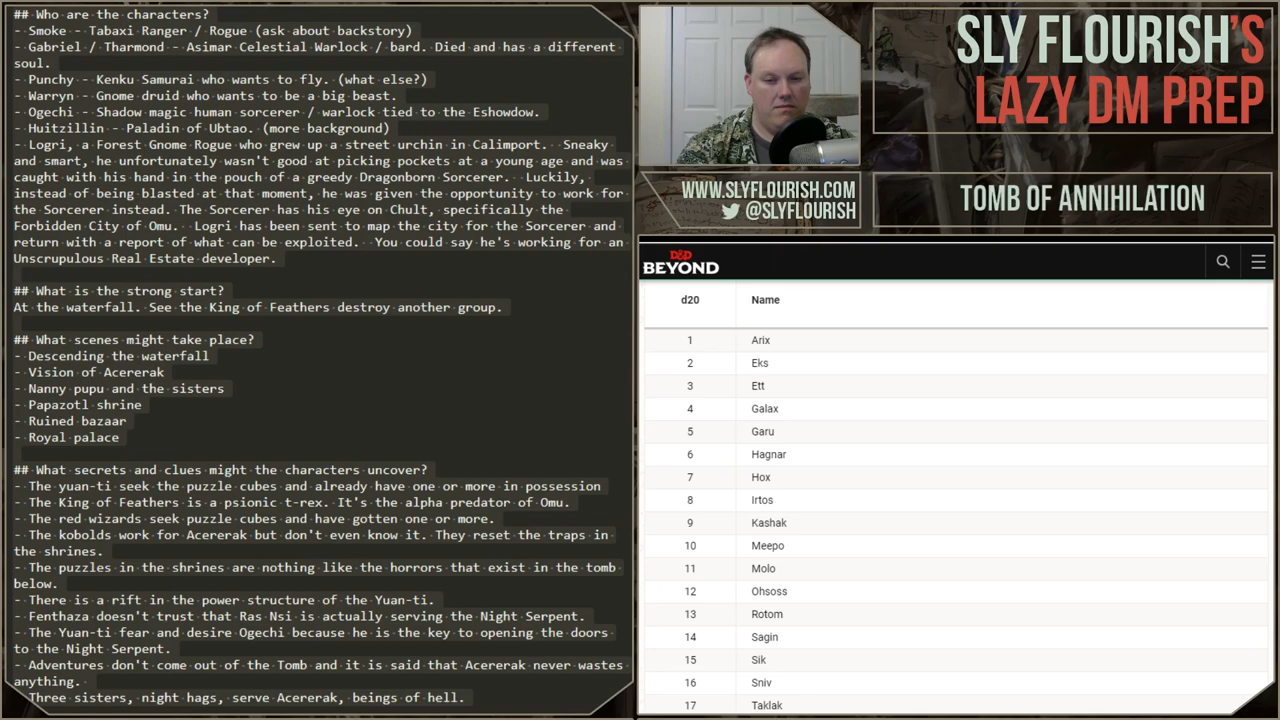 ## Who are the characters?
- Smoke - Tabaxi Ranger / Rogue (ask about backstory)
- Gabriel / Tharmond - Asimar Celestial Warlock / bard. Died and has a different
soul.
- Punchy - Kenku Samurai who wants to fly. (what else?)
- Warryn - Gnome druid who wants to be a big beast.
- Ogechi - Shadow magic human sorcerer / warlock tied to the Eshowdow.
- Huitzillin - Paladin of Ubtao. (more background)
- Logri, a Forest Gnome Rogue who grew up a street urchin in Calimport. Sneaky
and smart, he unfortunately wasn't good at picking pockets at a young age and was
caught with his hand in the pouch of a greedy Dragonborn Sorcerer. Luckily,
instead of being blasted at that moment, he was given the opportunity to work for
the Sorcerer instead. The Sorcerer has his eye on Chult, specifically the
Forbidden City of Omu. Logri has been sent to map the city for the Sorcerer and
return with a report of what can be exploited. You could say he's working for an
Unscrupulous Real Estate developer.
## What is the strong start?
At the waterfall. See the King of Feathers destroy another group.
## What scenes might take place?
- Descending the waterfall
- Vision of Acererak
- Nanny pupu and the sisters
- Papazotl shrine
- Ruined bazaar
- Royal palace
## What secrets and clues might the characters uncover?
- The yuan-ti seek the puzzle cubes and already have one or more in possession
- The King of Feathers is a psionic t-rex. It's the alpha predator of Omu.
- The red wizards seek puzzle cubes and have gotten one or more.
- The kobolds work for Acererak but don't even know it. They reset the traps in
the shrines.
- The puzzles in the shrines are nothing like the horrors that exist in the tomb
below.
- There is a rift in the power structure of the Yuan-ti.
- Fenthaza doesn't trust that Ras Nsi is actually serving the Night Serpent.
- The Yuan-ti fear and desire Ogechi because he is the key to opening the doors
to the Night Serpent.
- Adventures don't come out of the Tomb and it is said that Acererak never wastes
anything.
- Three sisters, night hags, serve Acererak, beings of hell.
SLY FLOURISH'S
LAZY DM PREP
WWW.SLYFLOURISH.COM
@SLYFLOURISH
TOMB OF ANNIHILATION
D&D
BEYOND
d20 Name
1 Arix
2 Eks
3 Ett
4 Galax
5 Garu
6 Hagnar
7 Hox
8 Irtos
9 Kashak
10 Meepo
11 Molo
12 Ohsoss
13 Rotom
14 Sagin
15 Sik
16 Sniv
17 Taklak